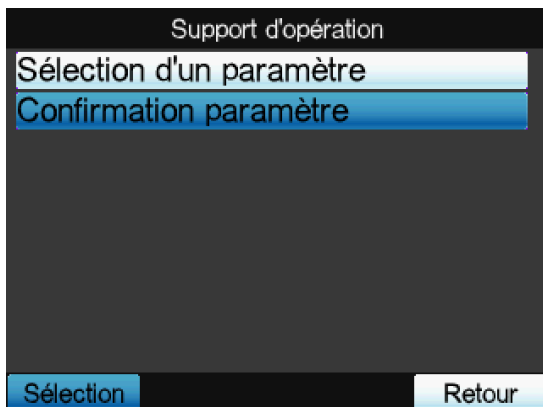 Support d'opération
Sélection d'un paramètre
Confirmation paramètre
Sélection
Retour